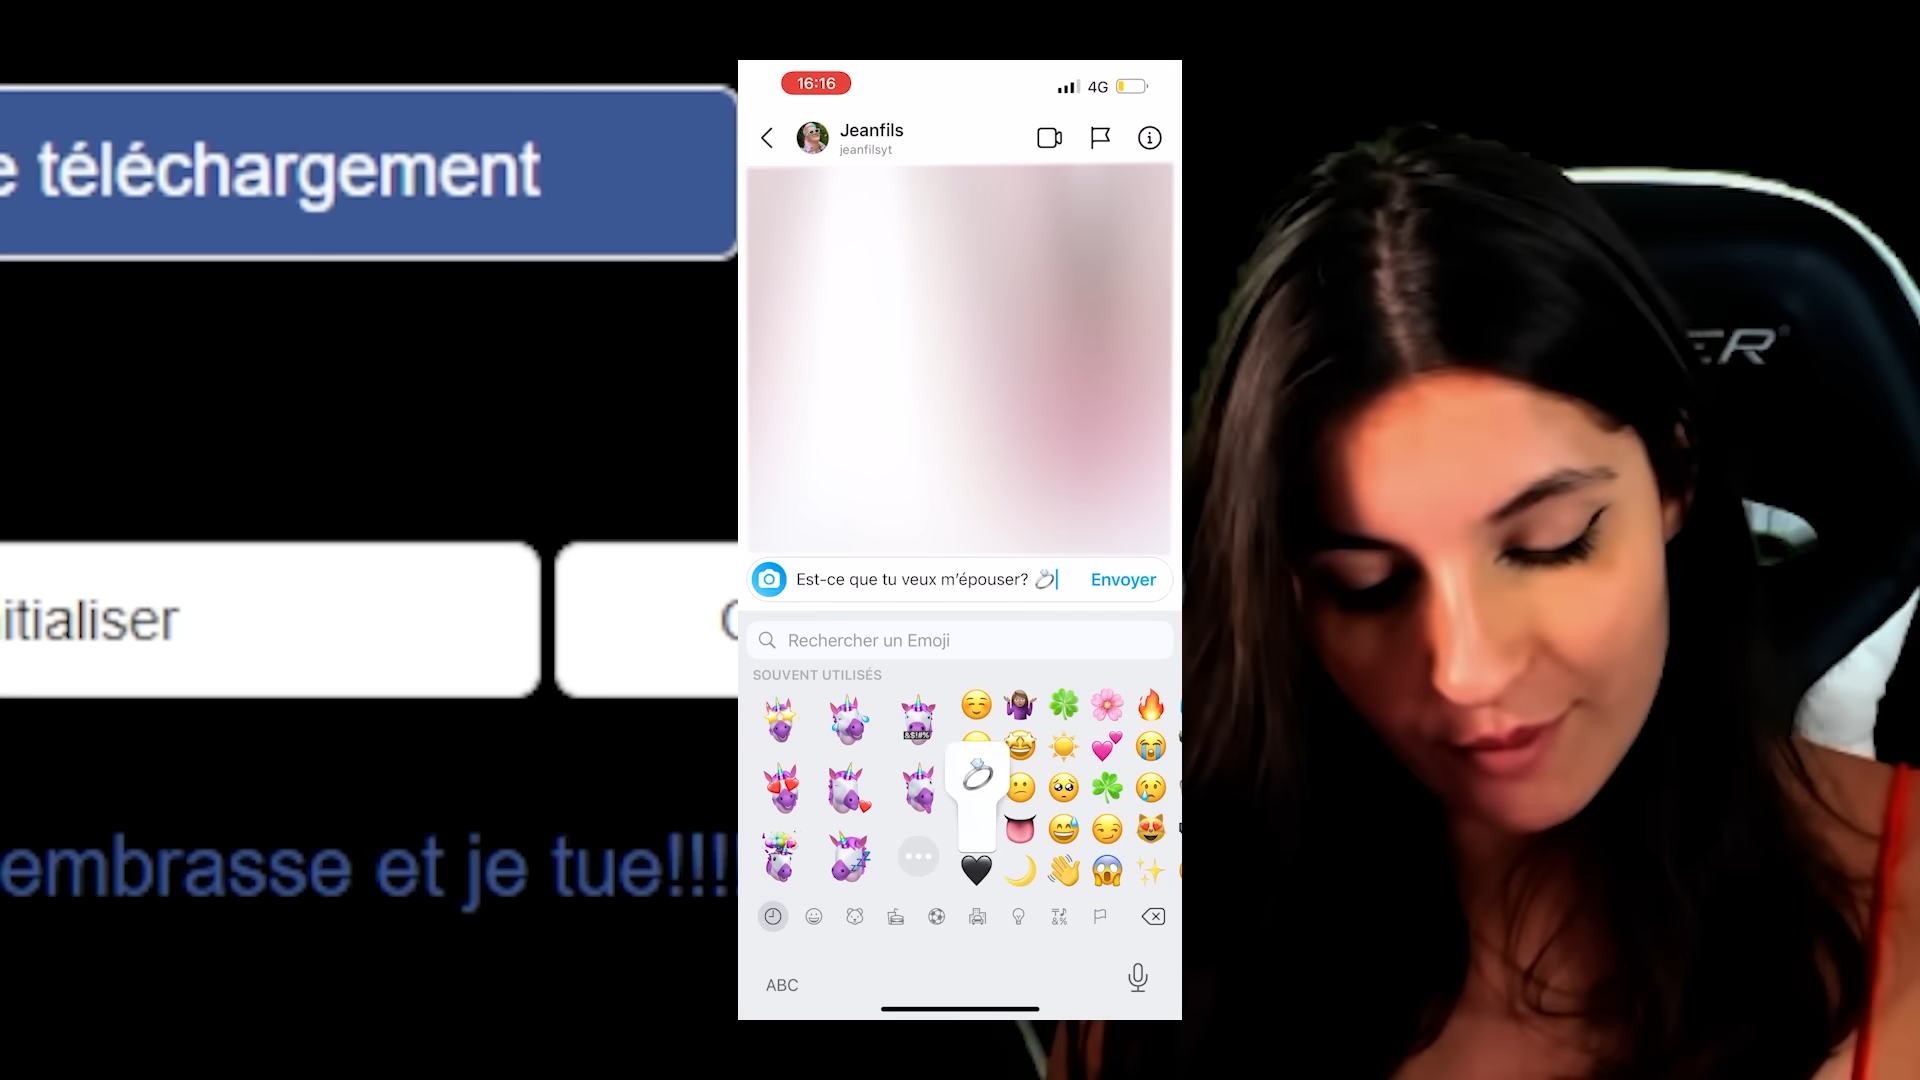 e téléchargement
itialiser
embrasse et je tue!!!!
16:16
4G
Jeanfils
jeanfilsyt
Est-ce que tu veux m'épouser? 💍
Envoyer
Rechercher un Emoji
SOUVENT UTILISÉS
&$!#%
ABC
ER